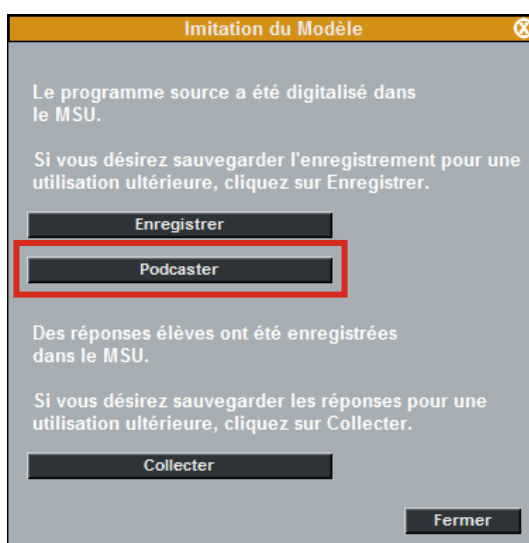 Imitation du Modèle
Le programme source a été digitalisé dans
le MSU.
Si vous désirez sauvegarder l'enregistrement pour une
utilisation ultérieure, cliquez sur Enregistrer.
Enregistrer
Podcaster
Des réponses élèves ont été enregistrées
dans le MSU.
Si vous désirez sauvegarder les réponses pour une
utilisation ultérieure, cliquez sur Collecter.
Collecter
Fermer